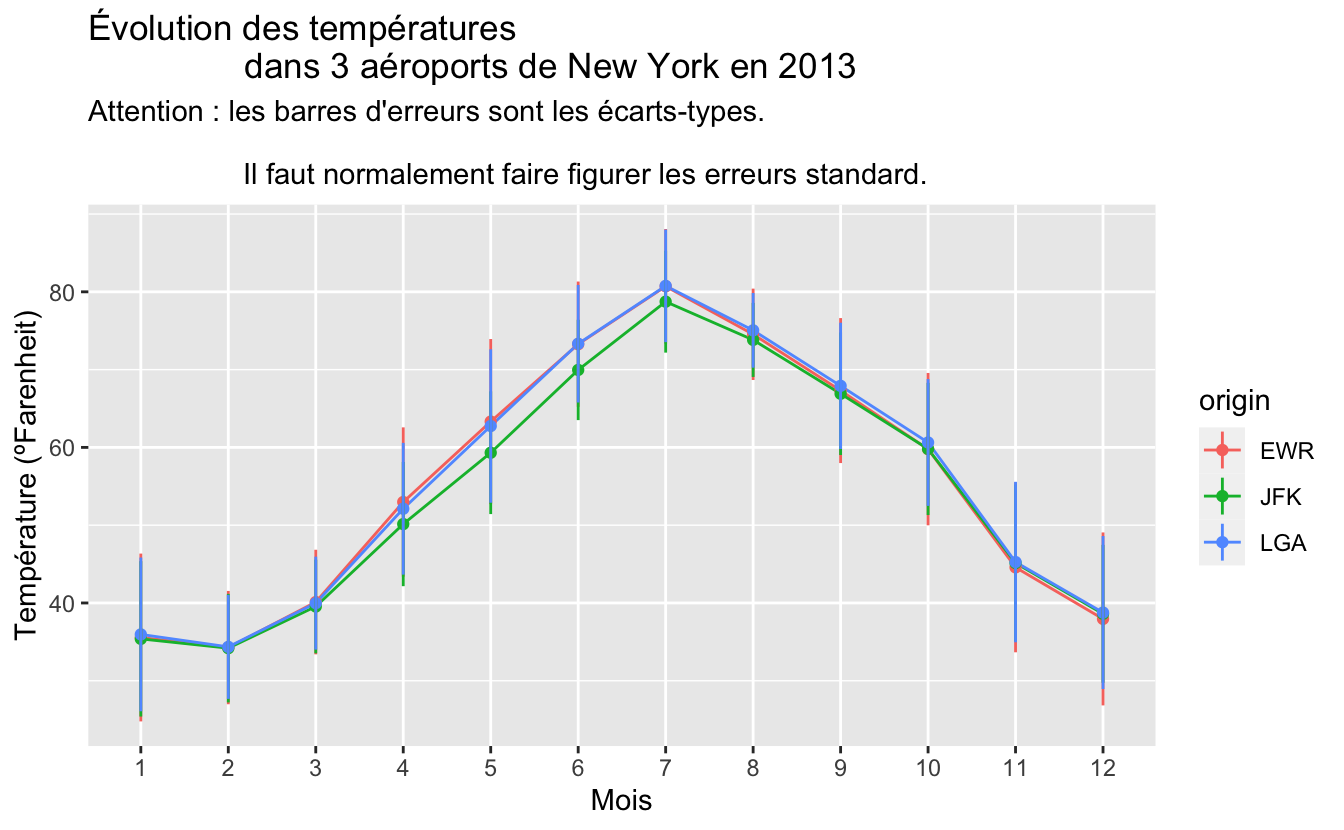 Évolution des températures
dans 3 aéroports de New York en 2013
Attention : les barres d'erreurs sont les écarts-types.
Il faut normalement faire figurer les erreurs standard.
Température (ºFarenheit)
80
60
40
1 2 3 4 5 6 7 8 9 10 11 12
Mois
origin
EWR
JFK
LGA